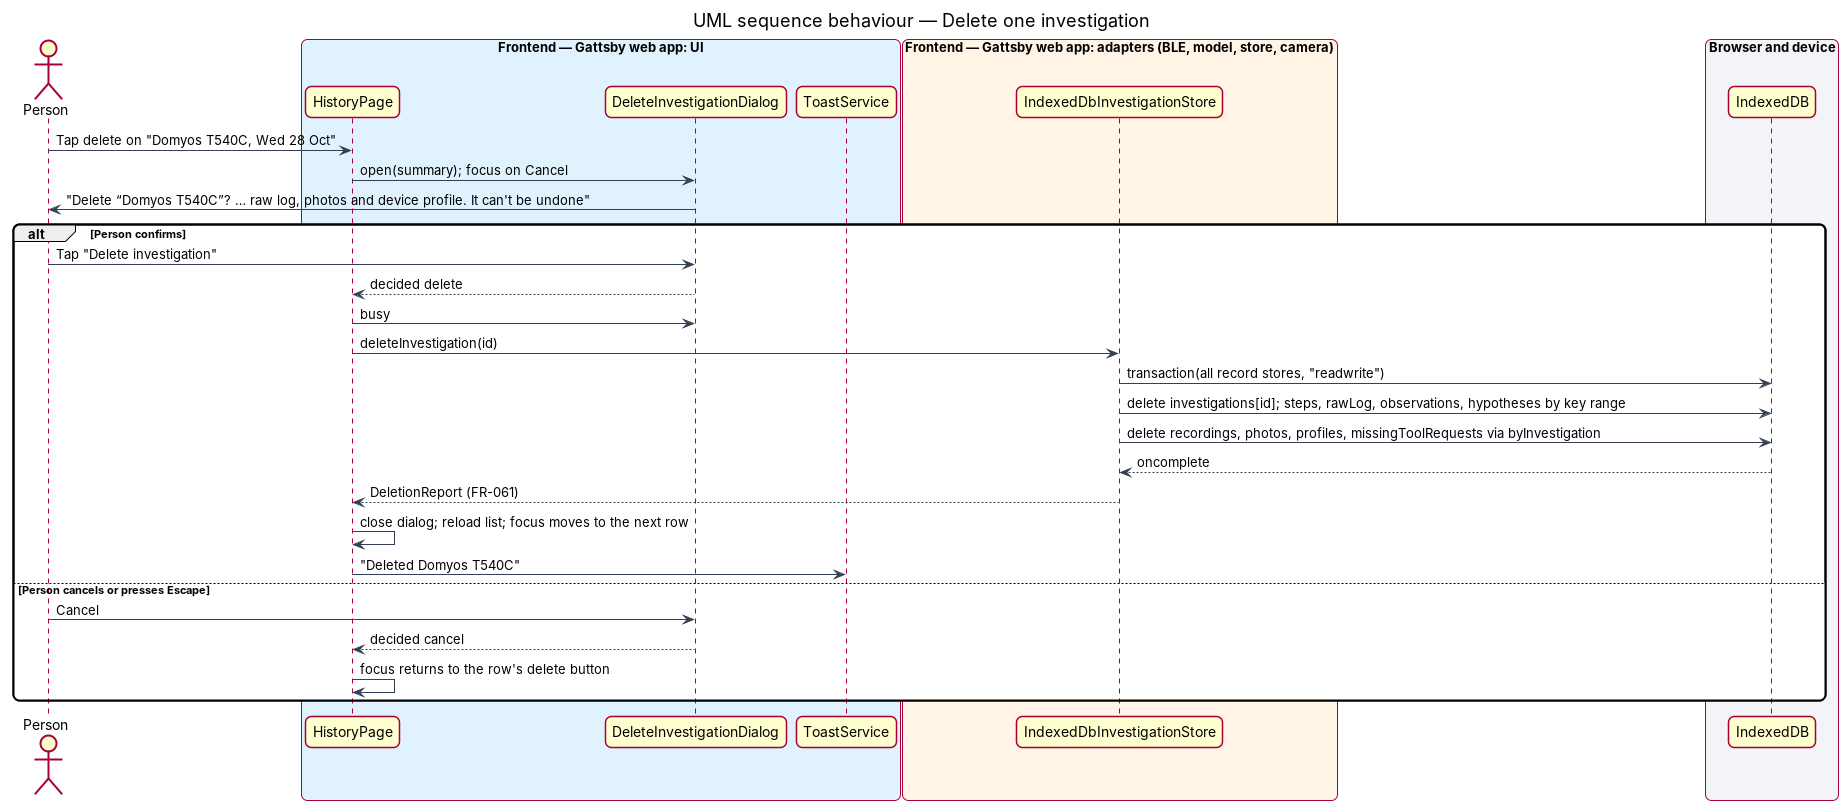 UML sequence behaviour — Delete one investigation
Frontend — Gattsby web app: UI
Frontend — Gattsby web app: adapters (BLE, model, store, camera)
Browser and device
Person
HistoryPage
DeleteInvestigationDialog
ToastService
IndexedDbInvestigationStore
IndexedDB
Tap delete on "Domyos T540C, Wed 28 Oct"
open(summary); focus on Cancel
"Delete “Domyos T540C”? ... raw log, photos and device profile. It can't be undone"
alt
[Person confirms]
Tap "Delete investigation"
decided delete
busy
deleteInvestigation(id)
transaction(all record stores, "readwrite")
delete investigations[id]; steps, rawLog, observations, hypotheses by key range
delete recordings, photos, profiles, missingToolRequests via byInvestigation
oncomplete
DeletionReport (FR-061)
close dialog; reload list; focus moves to the next row
"Deleted Domyos T540C"
[Person cancels or presses Escape]
Cancel
decided cancel
focus returns to the row's delete button
Person
HistoryPage
DeleteInvestigationDialog
ToastService
IndexedDbInvestigationStore
IndexedDB